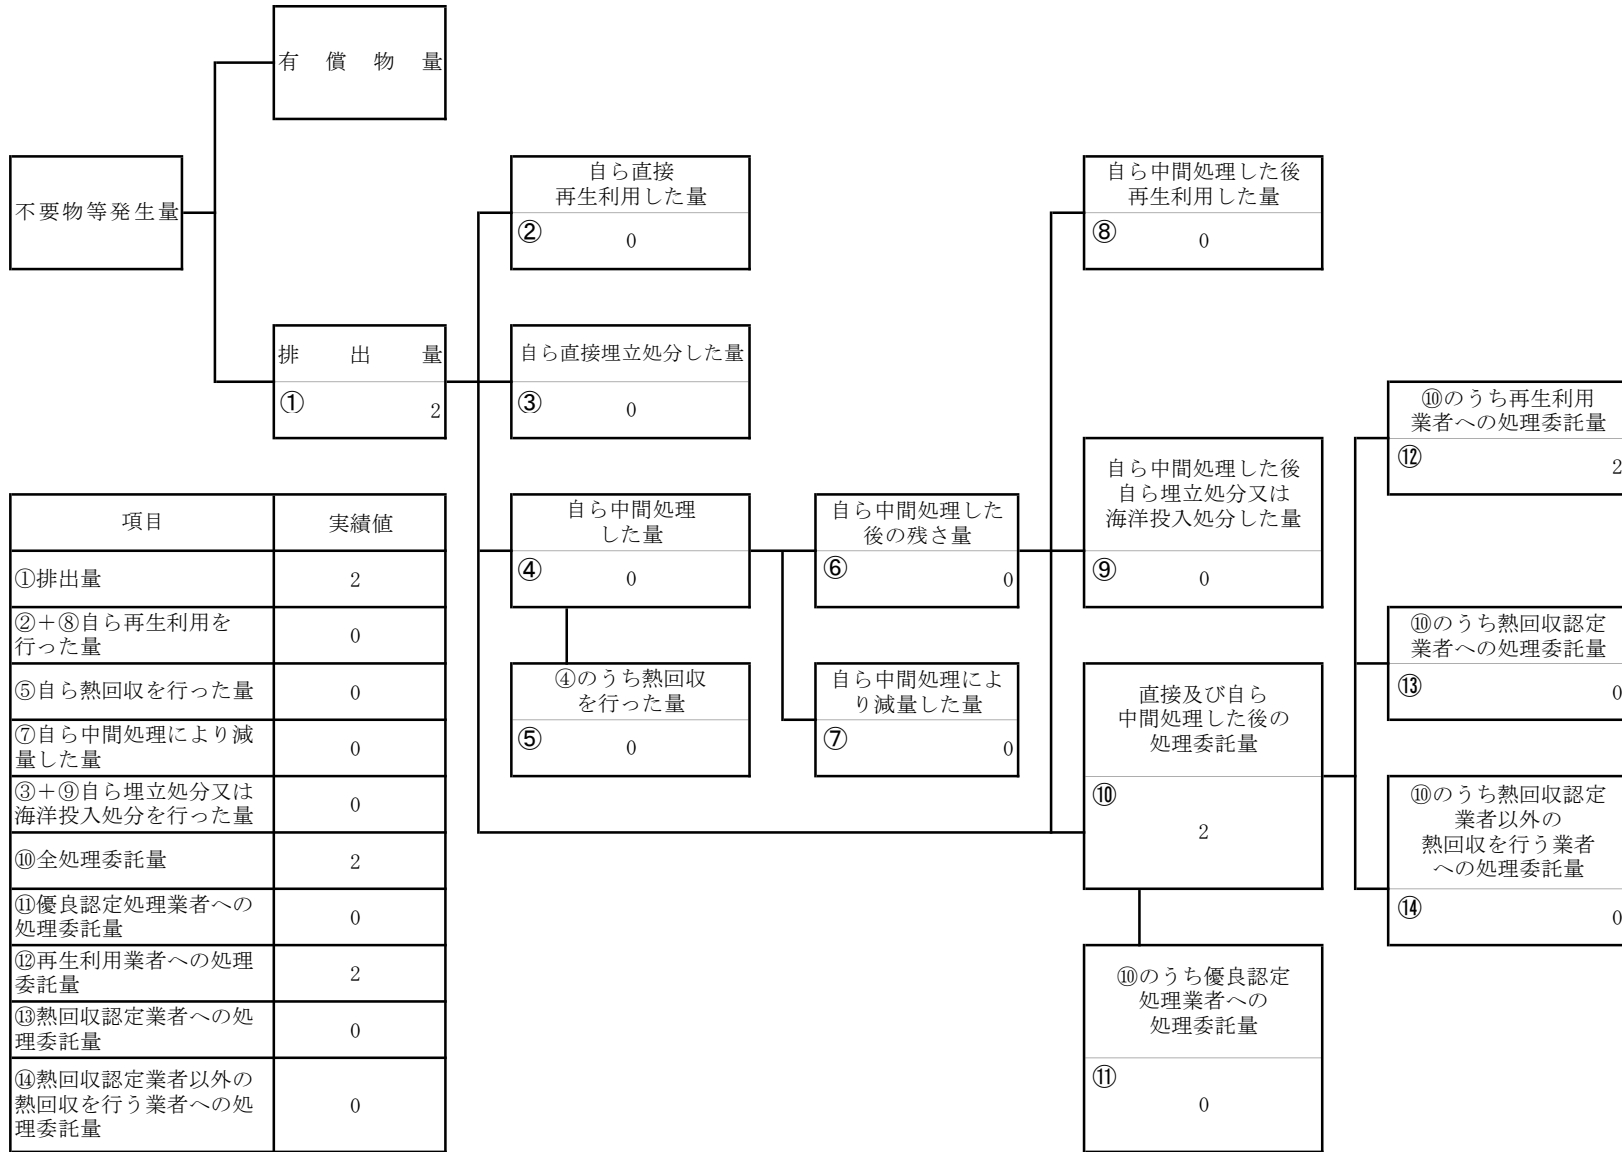 有償物量
不要物等発生量
排出量
①
2
自ら直接
再生利用した量
②
0
自ら直接埋立処分した量
③
0
自ら中間処理
した量
④
0
④のうち熱回収
を行った量
⑤
0
自ら中間処理した
後の残さ量
⑥
0
自ら中間処理によ
り減量した量
⑦
0
自ら中間処理した後
再生利用した量
⑧
0
自ら中間処理した後
自ら埋立処分又は
海洋投入処分した量
⑨
0
直接及び自ら
中間処理した後の
処理委託量
⑩
2
⑩のうち優良認定
処理業者への
処理委託量
⑪
0
⑩のうち再生利用
業者への処理委託量
⑫
2
⑩のうち熱回収認定
業者への処理委託量
⑬
0
⑩のうち熱回収認定
業者以外の
熱回収を行う業者
への処理委託量
⑭
0
項目 実績値
①排出量 2
②+⑧自ら再生利用を
行った量 0
⑤自ら熱回収を行った量 0
⑦自ら中間処理により減
量した量 0
③+⑨自ら埋立処分又は
海洋投入処分を行った量 0
⑩全処理委託量 2
⑪優良認定処理業者への
処理委託量 0
⑫再生利用業者への処理
委託量 2
⑬熱回収認定業者への処
理委託量 0
⑭熱回収認定業者以外の
熱回収を行う業者への処
理委託量 0